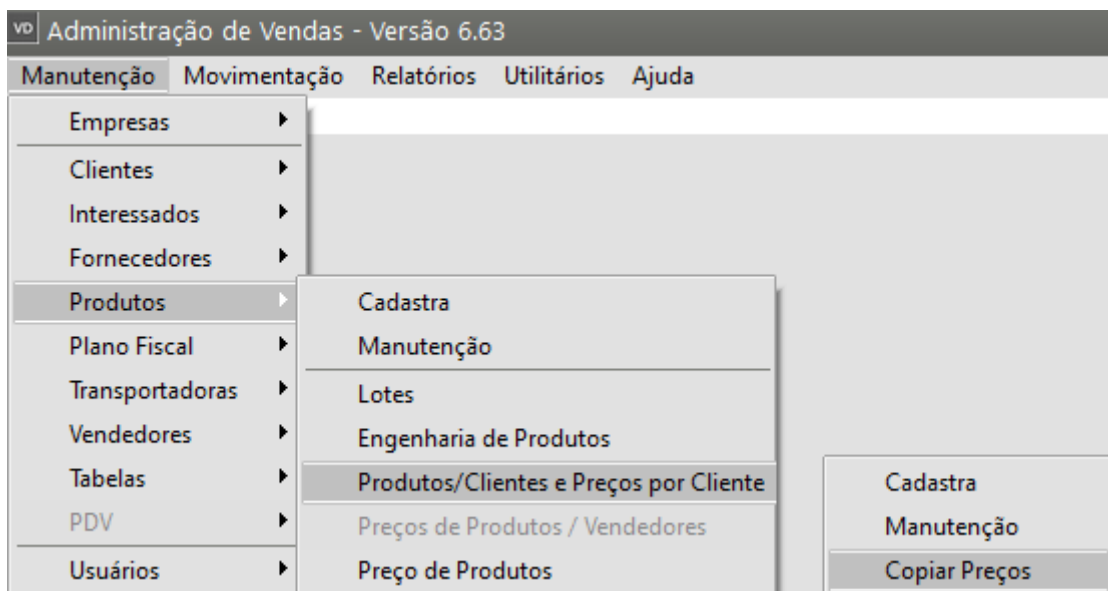 VD Administração de Vendas - Versão 6.63
Manutenção Movimentação Relatórios Utilitários Ajuda
Empresas
Clientes
Interessados
Fornecedores
Produtos
Plano Fiscal
Transportadoras
Vendedores
Tabelas
PDV
Usuários
Cadastra
Manutenção
Lotes
Engenharia de Produtos
Produtos/Clientes e Preços por Cliente
Preços de Produtos / Vendedores
Preço de Produtos
Cadastra
Manutenção
Copiar Preços